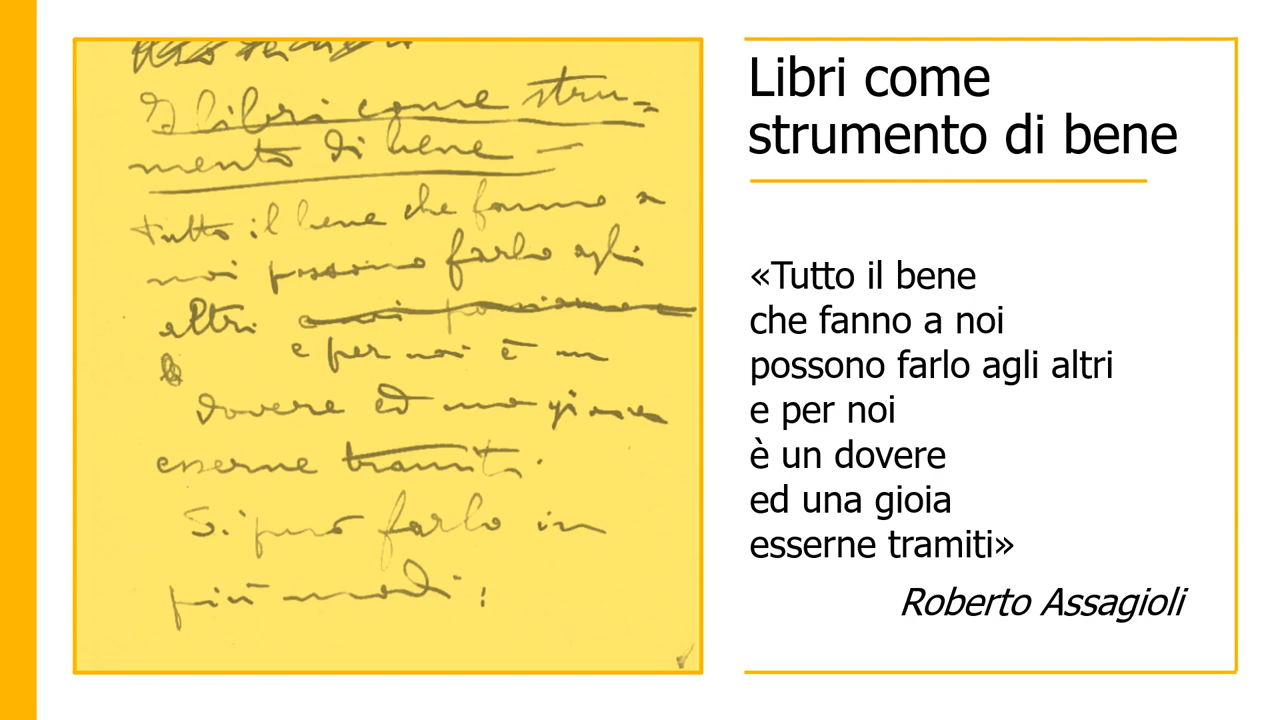 I libri come stru-
mento di bene —
tutto il bene che fanno a
noi possono farlo agli
altri
e per noi è un
dovere ed una gioia
esserne tramiti.
Si può farlo in
più modi:
Libri come
strumento di bene
«Tutto il bene
che fanno a noi
possono farlo agli altri
e per noi
è un dovere
ed una gioia
esserne tramiti»
Roberto Assagioli